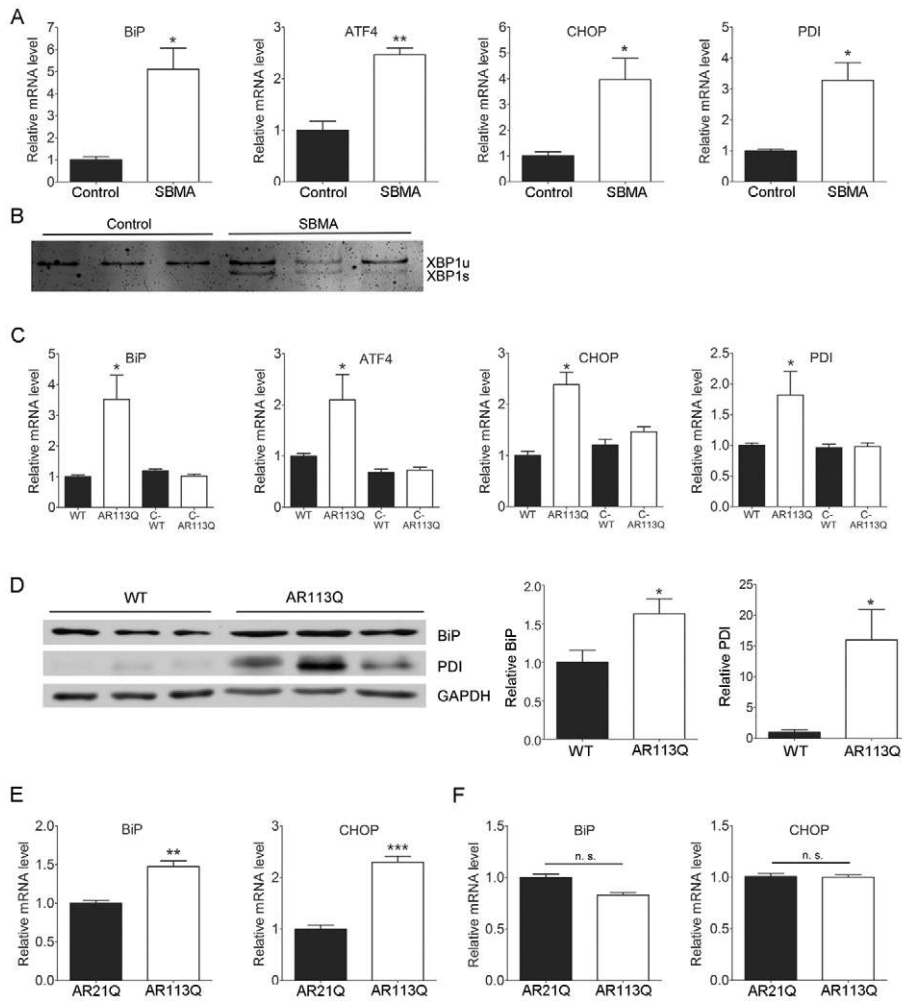 A
BiP
ATF4
CHOP
PDI
Relative mRNA level
7
6
5
4
3
2
1
0
Control
SBMA
*
Relative mRNA level
3
2
1
0
Control
SBMA
**
Relative mRNA level
6
5
4
3
2
1
0
Control
SBMA
*
Relative mRNA level
5
4
3
2
1
0
Control
SBMA
*
B
Control
SBMA
XBP1u
XBP1s
C
BiP
Relative mRNA level
5
4
3
2
1
0
*
WT
AR113Q
C-
WT
C-
AR113Q
ATF4
Relative mRNA level
3
2
1
0
*
WT
AR113Q
C-
WT
C-
AR113Q
CHOP
Relative mRNA level
3
2
1
0
*
WT
AR113Q
C-
WT
C-
AR113Q
PDI
Relative mRNA level
2.5
2.0
1.5
1.0
0.5
0.0
*
WT
AR113Q
C-
WT
C-
AR113Q
D
WT
AR113Q
BiP
PDI
GAPDH
Relative BiP
2.0
1.5
1.0
0.5
0.0
*
WT
AR113Q
Relative PDI
25
20
15
10
5
0
*
WT
AR113Q
E
BiP
Relative mRNA level
2.0
1.5
1.0
0.5
0.0
**
AR21Q
AR113Q
CHOP
Relative mRNA level
3
2
1
0
***
AR21Q
AR113Q
F
BiP
Relative mRNA level
1.5
1.0
0.5
0.0
n. s.
AR21Q
AR113Q
CHOP
Relative mRNA level
1.5
1.0
0.5
0.0
n. s.
AR21Q
AR113Q